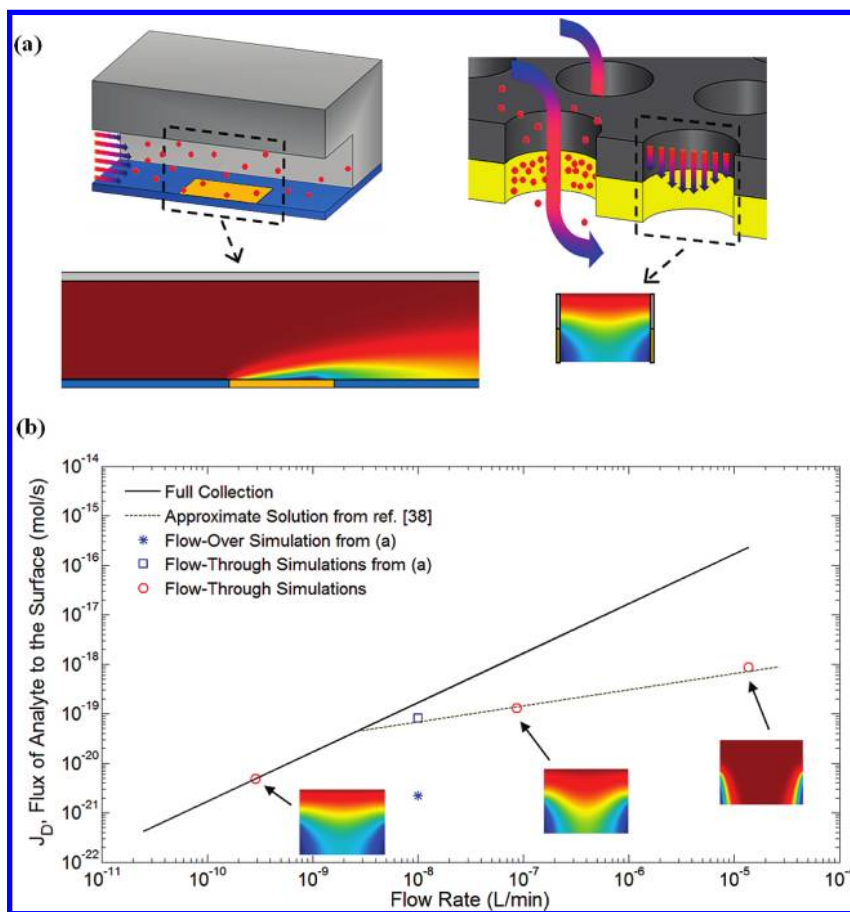 (a)
(b)
J_D, Flux of Analyte to the Surface (mol/s)
10^-14
10^-15
10^-16
10^-17
10^-18
10^-19
10^-20
10^-21
10^-22
Full Collection
Approximate Solution from ref. [38]
Flow-Over Simulation from (a)
Flow-Through Simulations from (a)
Flow-Through Simulations
10^-11 10^-10 10^-9 10^-8 10^-7 10^-6 10^-5
Flow Rate (L/min)